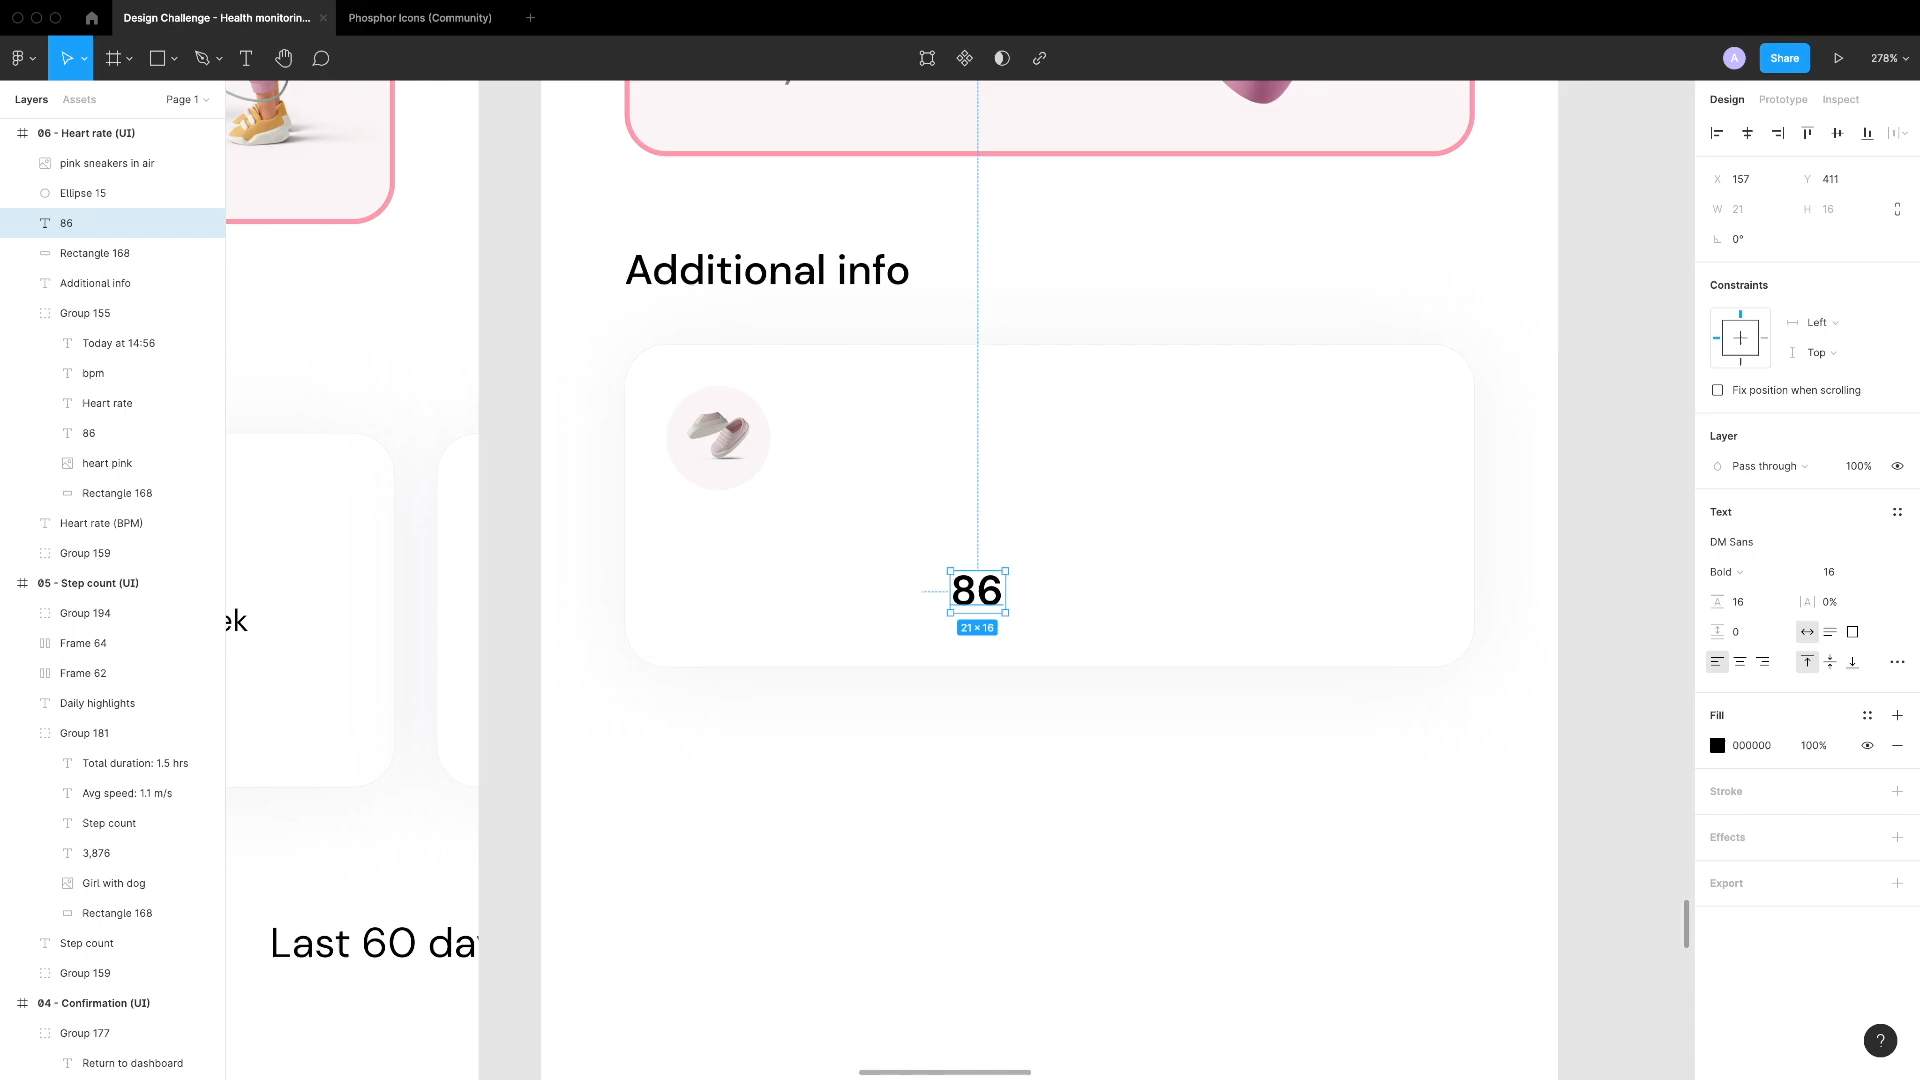 Design Challenge - Health monitorin...
Phosphor Icons (Community)
A
Share
278%
Layers
Assets
Page 1
06 - Heart rate (UI)
pink sneakers in air
Ellipse 15
86
Rectangle 168
Additional info
Group 155
Today at 14:56
bpm
Heart rate
86
heart pink
Rectangle 168
Heart rate (BPM)
Group 159
05 - Step count (UI)
Group 194
Frame 64
Frame 62
Daily highlights
Group 181
Total duration: 1.5 hrs
Avg speed: 1.1 m/s
Step count
3,876
Girl with dog
Rectangle 168
Step count
Group 159
04 - Confirmation (UI)
Group 177
Return to dashboard
ek
Last 60 da
Additional info
86
21 × 16
Design
Prototype
Inspect
X 157
Y 411
W 21
H 16
0°
Constraints
Left
Top
Fix position when scrolling
Layer
Pass through
100%
Text
DM Sans
Bold
16
16
0%
0
Fill
000000
100%
Stroke
Effects
Export
?